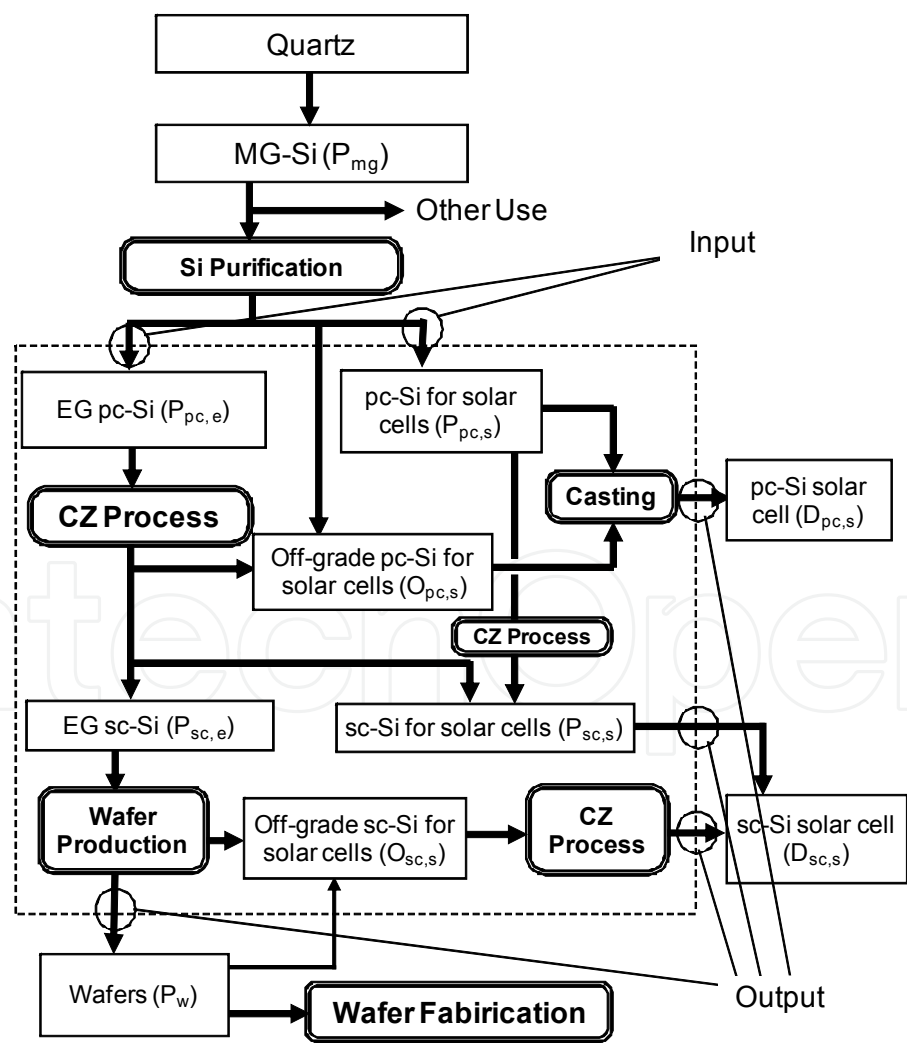 Quartz
MG-Si (Pmg)
Other Use
Si Purification
Input
EG pc-Si (Ppc, e)
pc-Si for solar
cells (Ppc,s)
CZ Process
Casting
pc-Si solar
cell (Dpc,s)
Off-grade pc-Si for
solar cells (Opc,s)
CZ Process
EG sc-Si (Psc, e)
sc-Si for solar cells (Psc,s)
Wafer
Production
Off-grade sc-Si for
solar cells (Osc,s)
CZ
Process
sc-Si solar cell
(Dsc,s)
Wafers (Pw)
Wafer Fabirication
Output